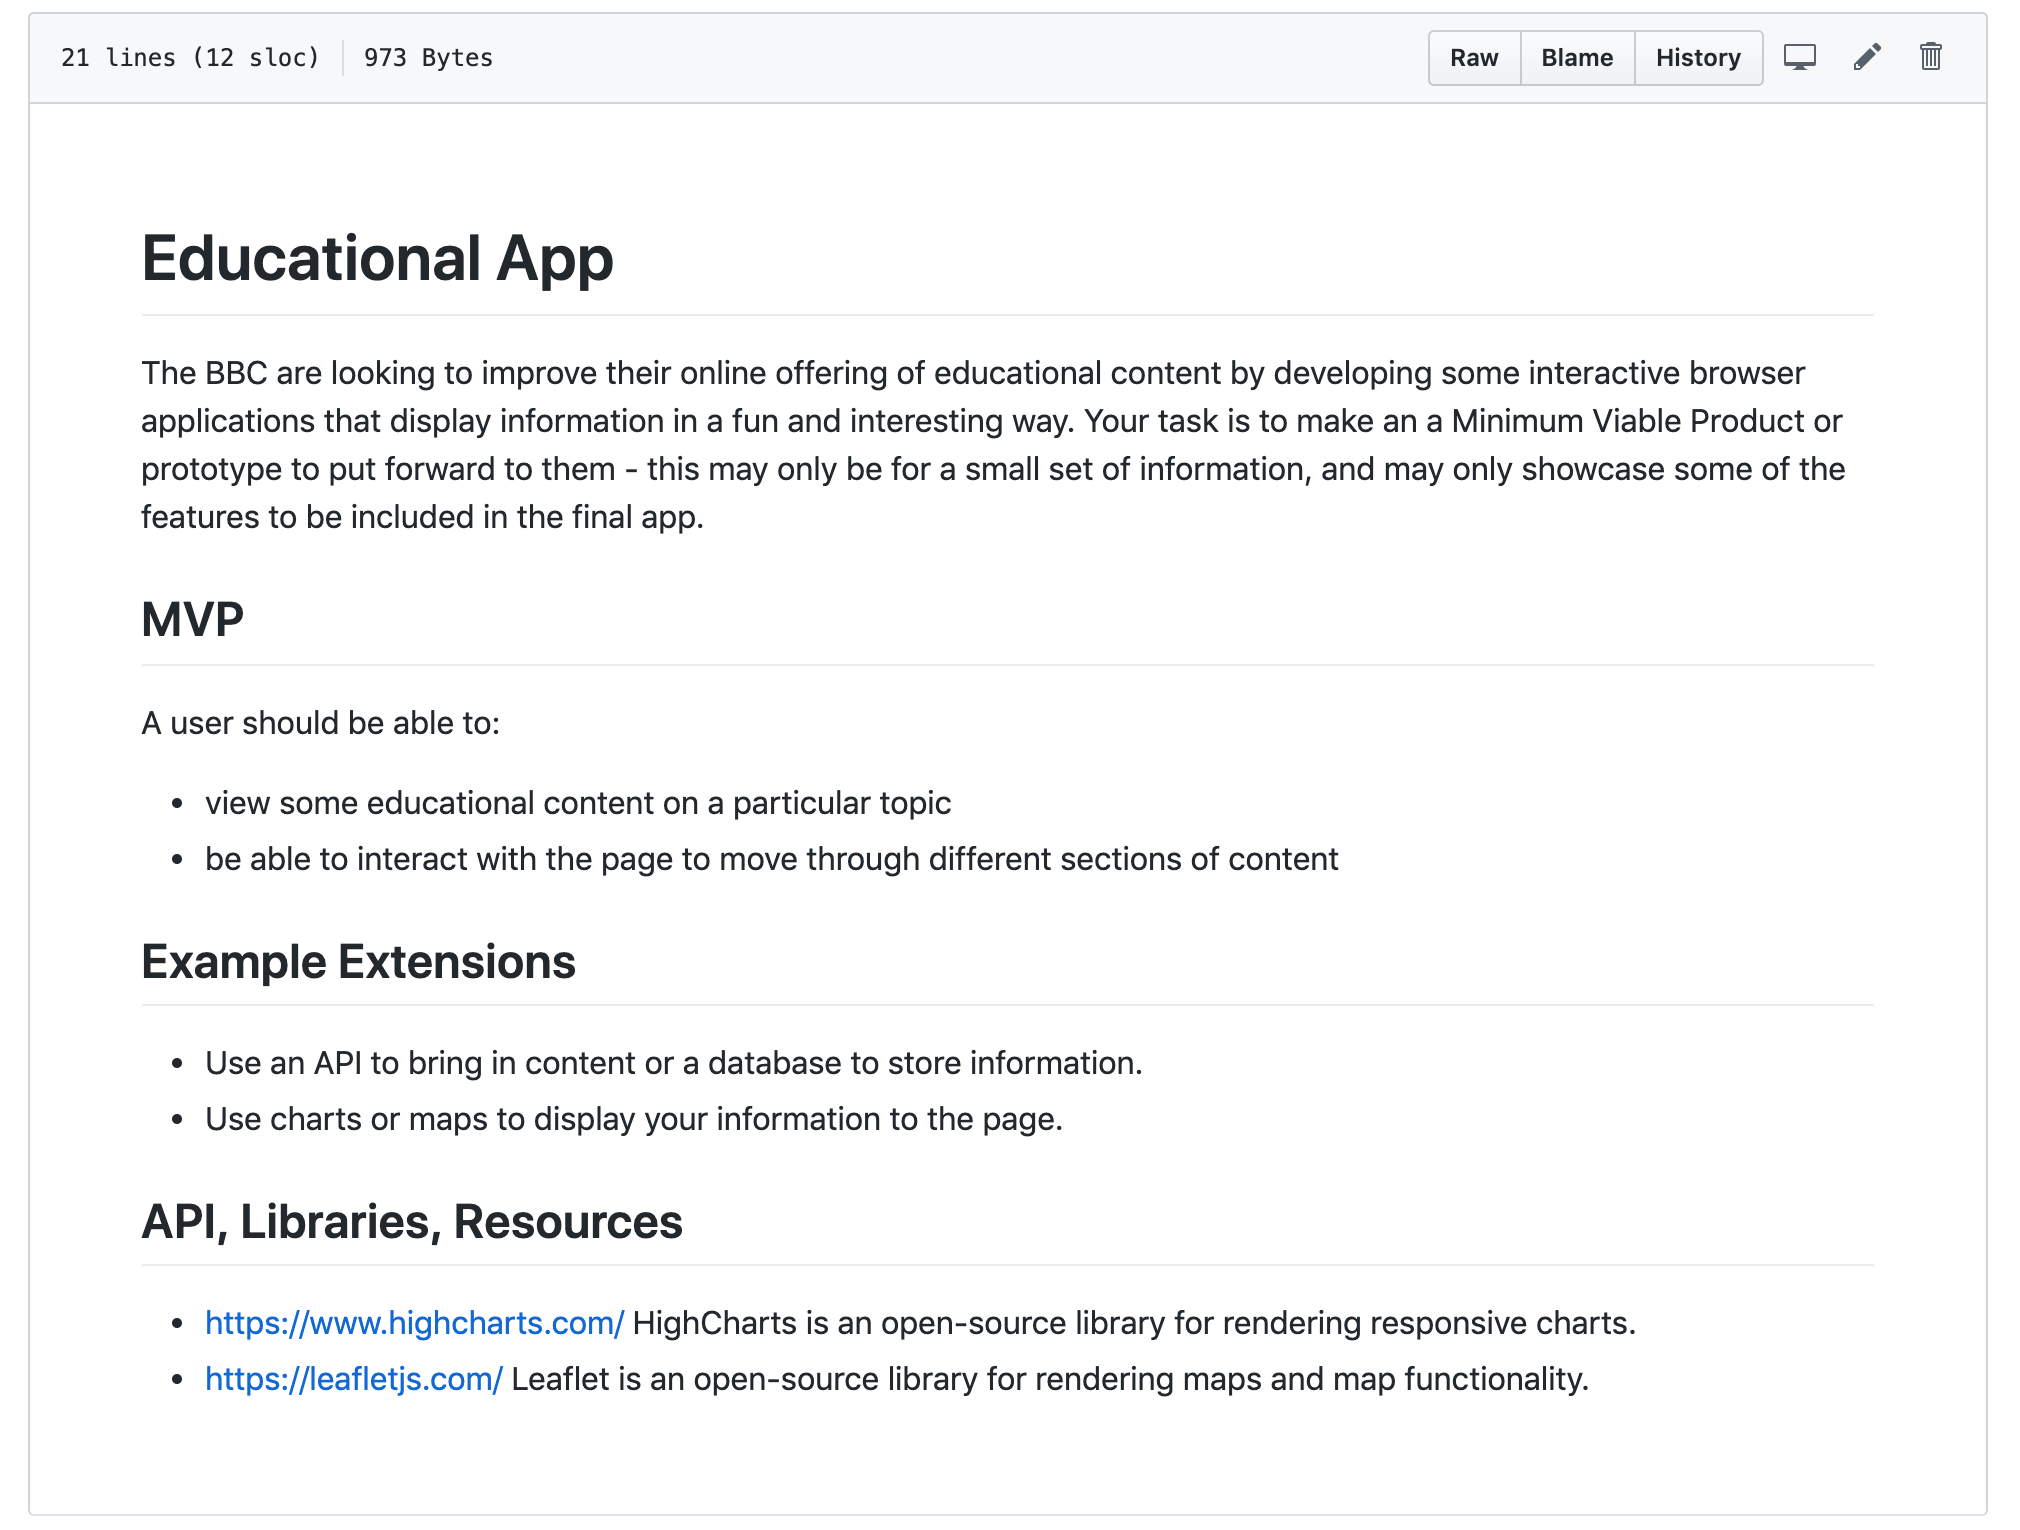 21 lines (12 sloc) 973 Bytes Raw Blame History
Educational App
The BBC are looking to improve their online offering of educational content by developing some interactive browser
applications that display information in a fun and interesting way. Your task is to make an a Minimum Viable Product or
prototype to put forward to them - this may only be for a small set of information, and may only showcase some of the
features to be included in the final app.
MVP
A user should be able to:
• view some educational content on a particular topic
• be able to interact with the page to move through different sections of content
Example Extensions
• Use an API to bring in content or a database to store information.
• Use charts or maps to display your information to the page.
API, Libraries, Resources
• https://www.highcharts.com/ HighCharts is an open-source library for rendering responsive charts.
• https://leafletjs.com/ Leaflet is an open-source library for rendering maps and map functionality.